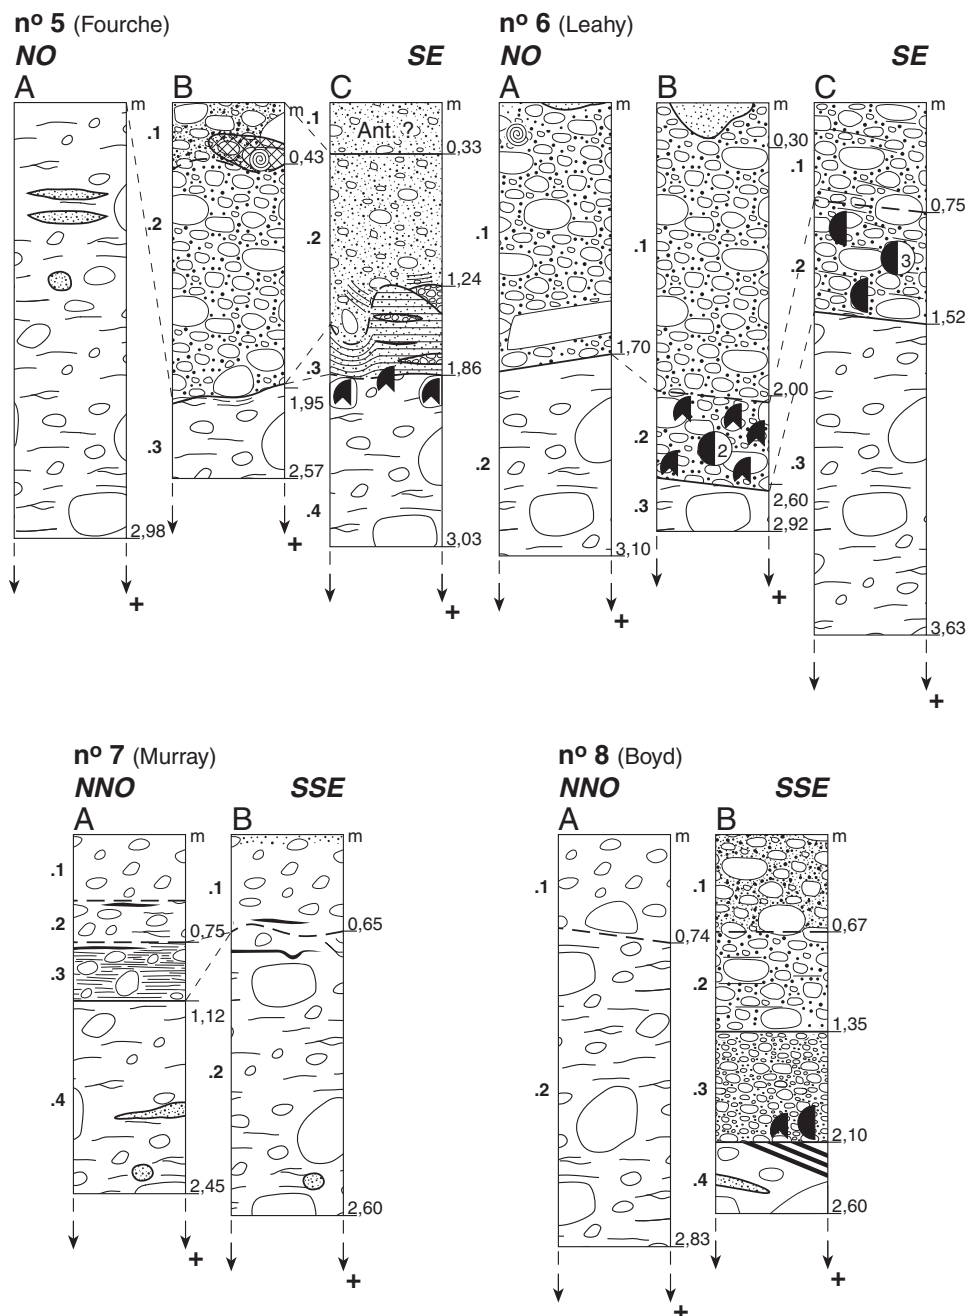 nº 5 (Fourche)
NO SE
A B C
m m m
.1 .1 .1
Ant. ?
0,43 0,33
.2 .2
1,24
.3 1,86
1,95
.3
2,57
.4
2,98 3,03
+ + +
nº 6 (Leahy)
NO SE
A B C
m m m
0,30
.1
0,75
.1 .1
.2
3
1,52
1,70
2,00
.2 2
.2 .3
2,60
.3
2,92
3,10
+ +
3,63
+
nº 7 (Murray)
NNO SSE
A B
m m
.1 .1
.2 0,75 0,65
.3
1,12
.2
.4
2,45 2,60
+ +
nº 8 (Boyd)
NNO SSE
A B
m m
.1 .1
0,74 0,67
.2
1,35
.2 .3
2,10
.4
2,60
2,83
+ +